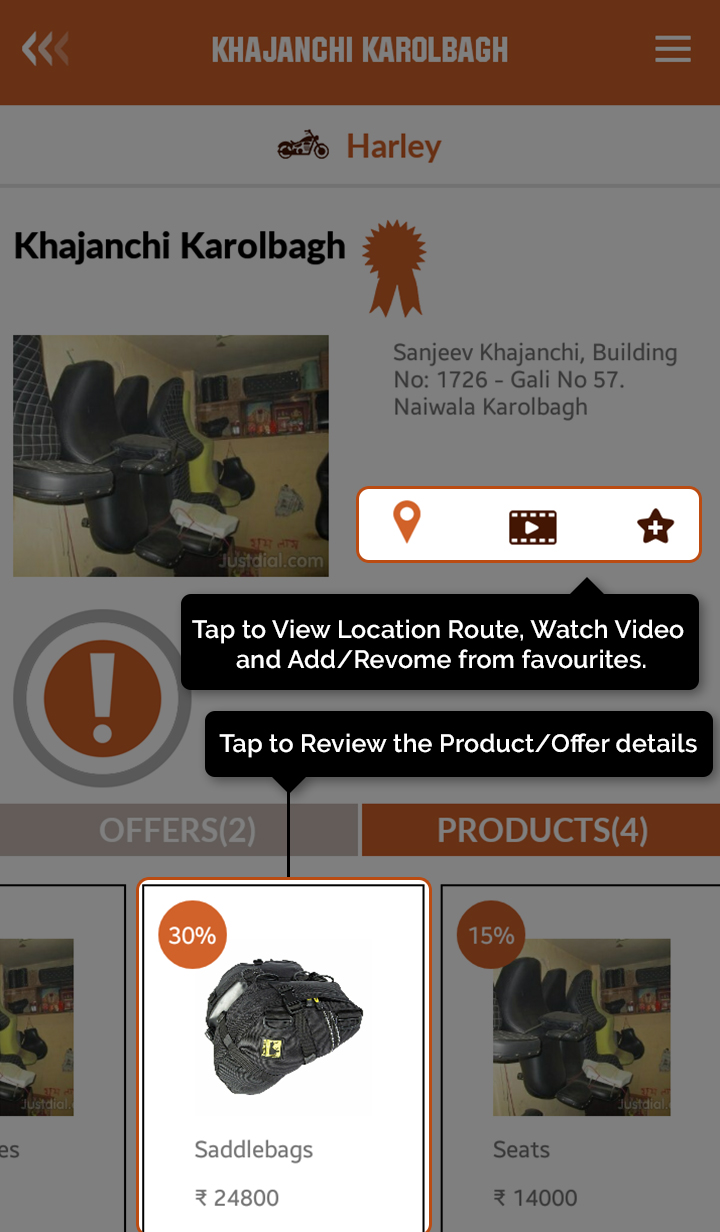 KHAJANCHI KAROLBAGH
Harley
Khajanchi Karolbagh
Sanjeev Khajanchi, Building
No: 1726 - Gali No 57.
Naiwala Karolbagh
Justdial.com
Tap to View Location Route, Watch Video
and Add/Revome from favourites.
Tap to Review the Product/Offer details
OFFERS(2)
PRODUCTS(4)
30%
15%
Justdial
Justdial.com
es
Saddlebags
Seats
₹ 24800
₹ 14000